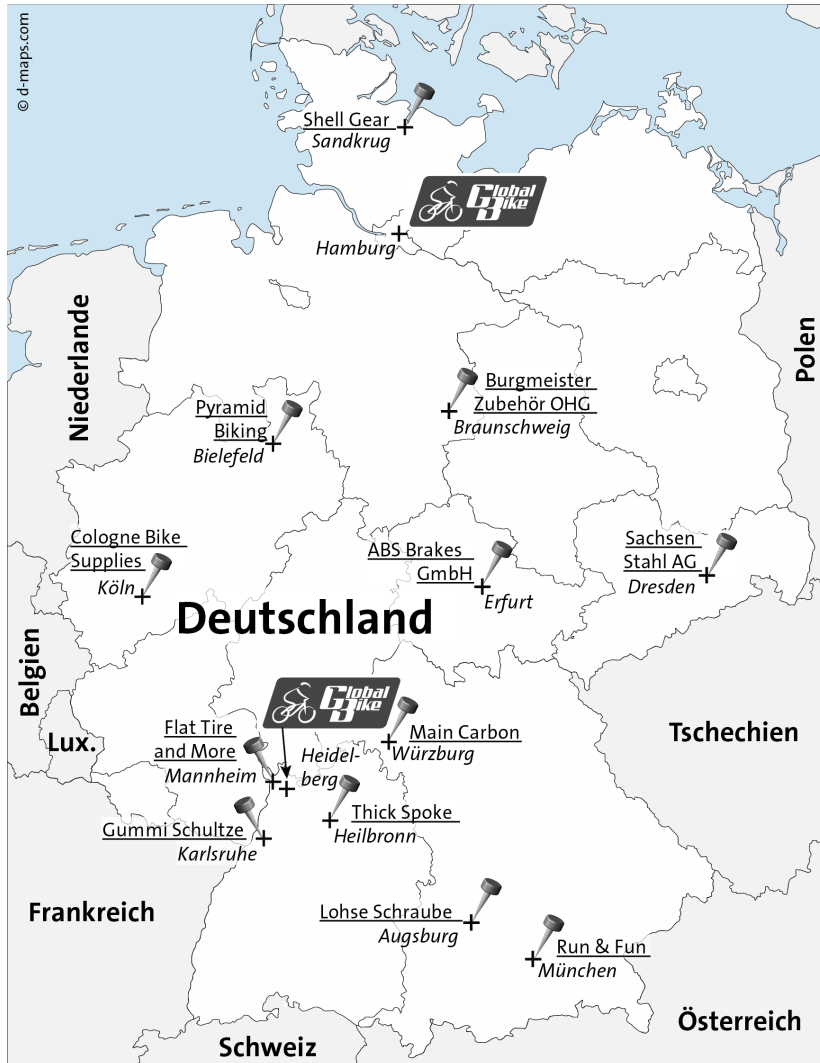 © d-maps.com
Shell Gear
Sandkrug
Global
Bike
Hamburg
Niederlande
Polen
Burgmeister
Zubehör OHG
Braunschweig
Pyramid
Biking
Bielefeld
Cologne Bike
Supplies
Köln
ABS Brakes
GmbH
Erfurt
Sachsen
Stahl AG
Dresden
Deutschland
Belgien
Lux.
Global
Bike
Flat Tire
and More
Mannheim
Heidel-
berg
Main Carbon
Würzburg
Tschechien
Thick Spoke
Heilbronn
Gummi Schultze
Karlsruhe
Frankreich
Lohse Schraube
Augsburg
Run & Fun
München
Österreich
Schweiz